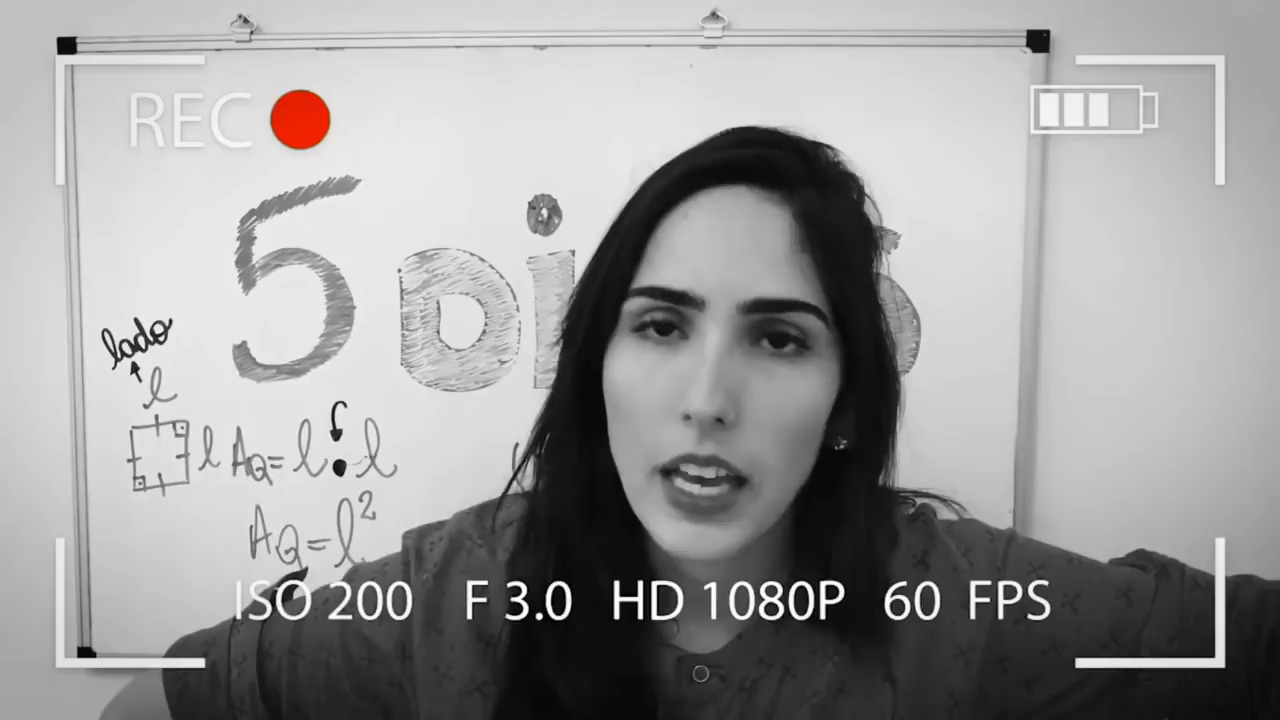 REC
5
lado
l
l AQ = l . l
AQ = l²
ISO 200 F 3.0 HD 1080P 60 FPS